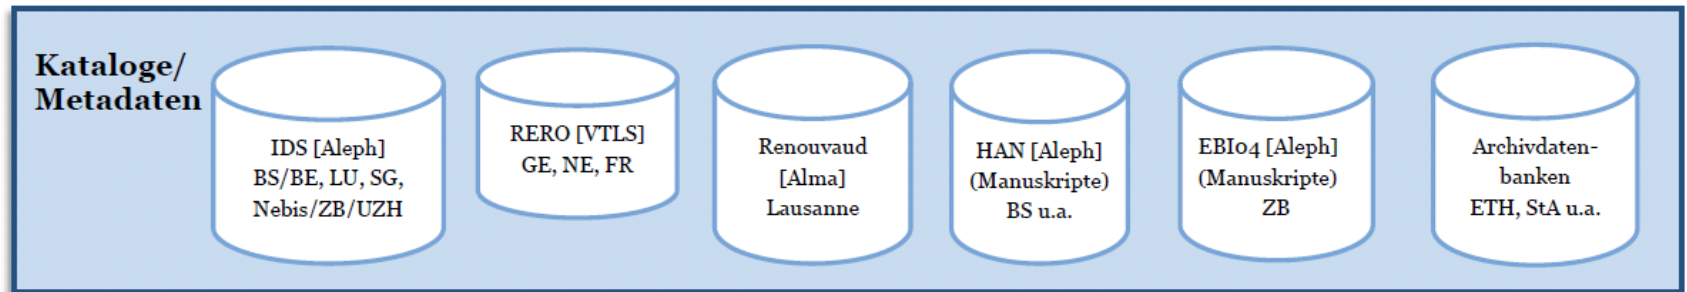 Kataloge/
Metadaten
IDS [Aleph]
BS/BE, LU, SG,
Nebis/ZB/UZH
RERO [VTLS]
GE, NE, FR
Renouvaud
[Alma]
Lausanne
HAN [Aleph]
(Manuskripte)
BS u.a.
EBI04 [Aleph]
(Manuskripte)
ZB
Archivdaten-
banken
ETH, StA u.a.